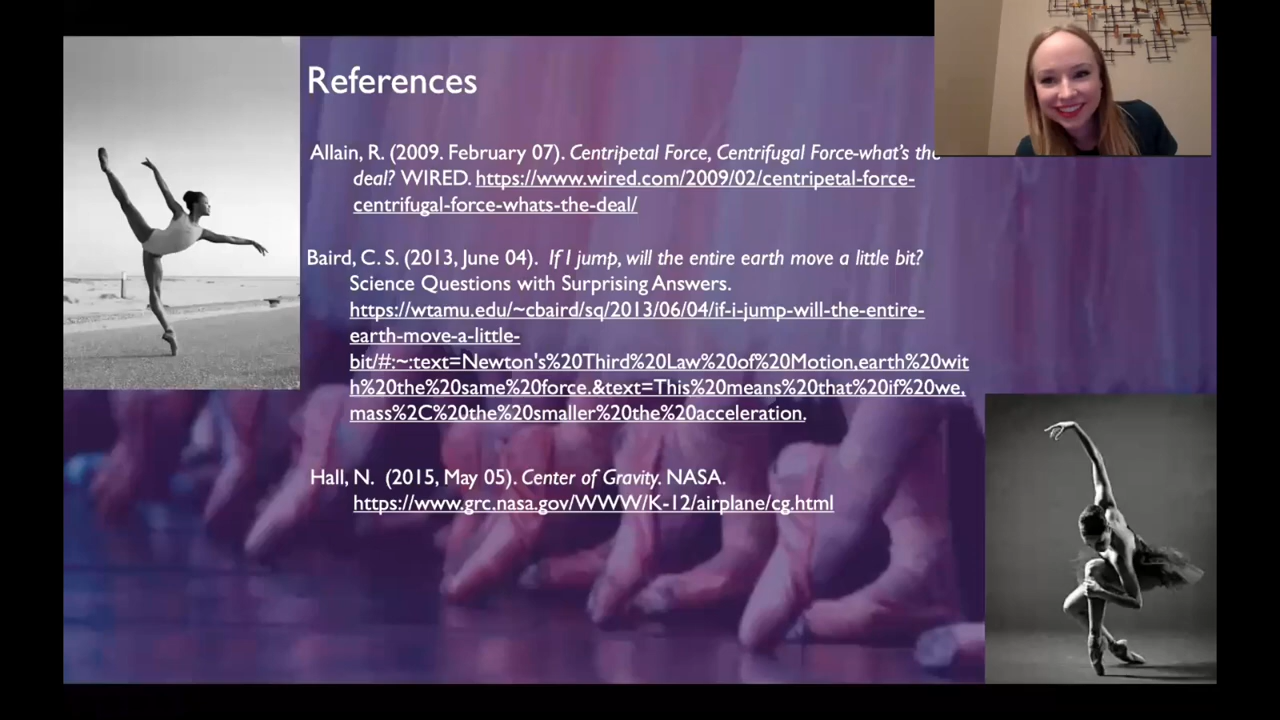 References
Allain, R. (2009. February 07). Centripetal Force, Centrifugal Force-what's the
deal? WIRED. https://www.wired.com/2009/02/centripetal-force-
centrifugal-force-whats-the-deal/
Baird, C. S. (2013, June 04). If I jump, will the entire earth move a little bit?
Science Questions with Surprising Answers.
https://wtamu.edu/~cbaird/sq/2013/06/04/if-i-jump-will-the-entire-
earth-move-a-little-
bit/#:~:text=Newton's%20Third%20Law%20of%20Motion,earth%20wit
h%20the%20same%20force.&text=This%20means%20that%20if%20we,
mass%2C%20the%20smaller%20the%20acceleration.
Hall, N. (2015, May 05). Center of Gravity. NASA.
https://www.grc.nasa.gov/WWW/K-12/airplane/cg.html